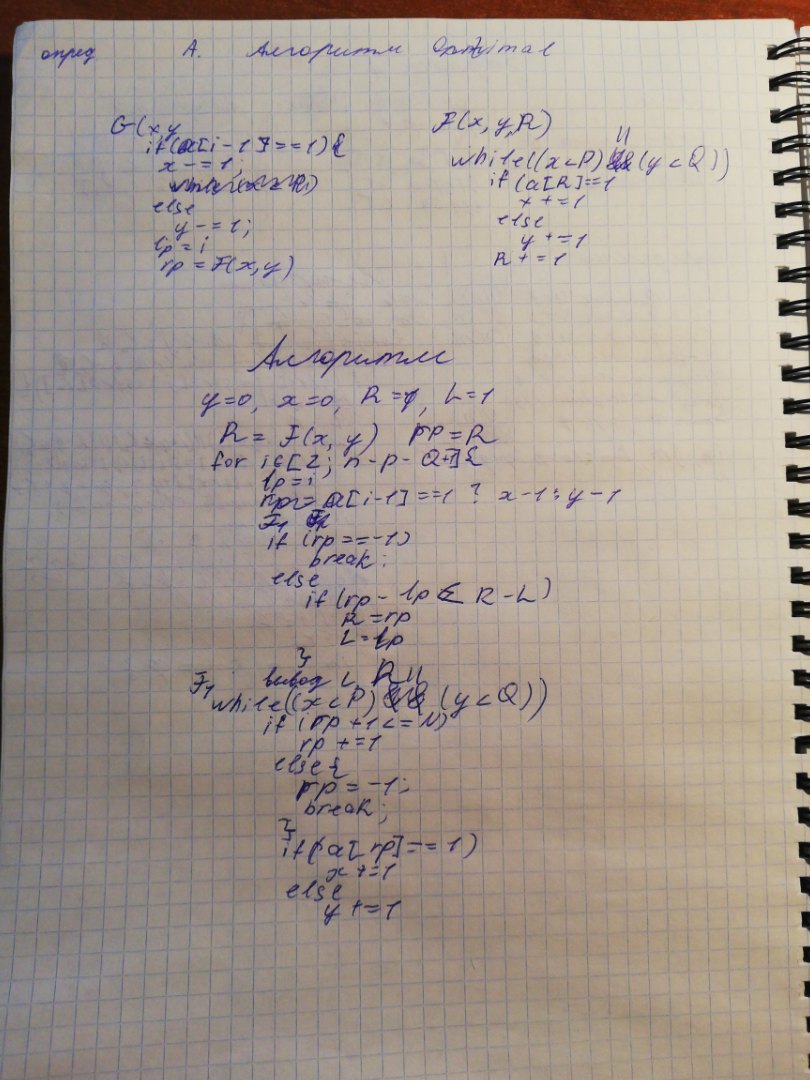 опред A. Алгоритм Optimal
G(x,y
if(a[i-1]==1){
x-=1;
else
y-=1;
lp=i
rp=F(x,y)
F(x,y,R)
while((x<P)||(y<Q))
if(a[R]==1
x+=1
else
y+=1
R+=1
Алгоритм
y=0, x=0, R=1, L=1
R=F(x,y) rp=R
for i∈[2; n-p-Q+1]{
lp=i
a[i-1]==1 ? x-1:y-1
F1
if(rp==-1)
break;
else
if(rp-lp≤R-L)
R=rp
L=lp
}
вывод L, R
F1
while((x<P)||(y<Q))
if(rp+1<=N)
rp+=1
else{
rp=-1;
break;
}
if(a[rp]==1)
x+=1
else
y+=1